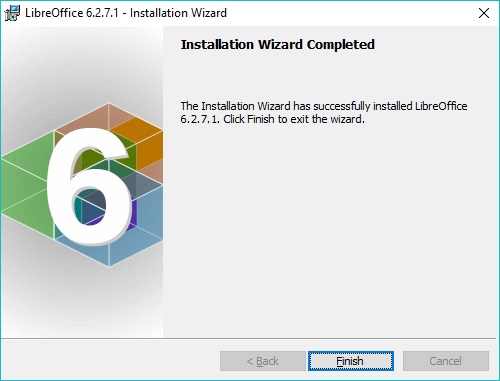 LibreOffice 6.2.7.1 - Installation Wizard
Installation Wizard Completed
The Installation Wizard has successfully installed LibreOffice
6.2.7.1. Click Finish to exit the wizard.
6
< Back
Finish
Cancel